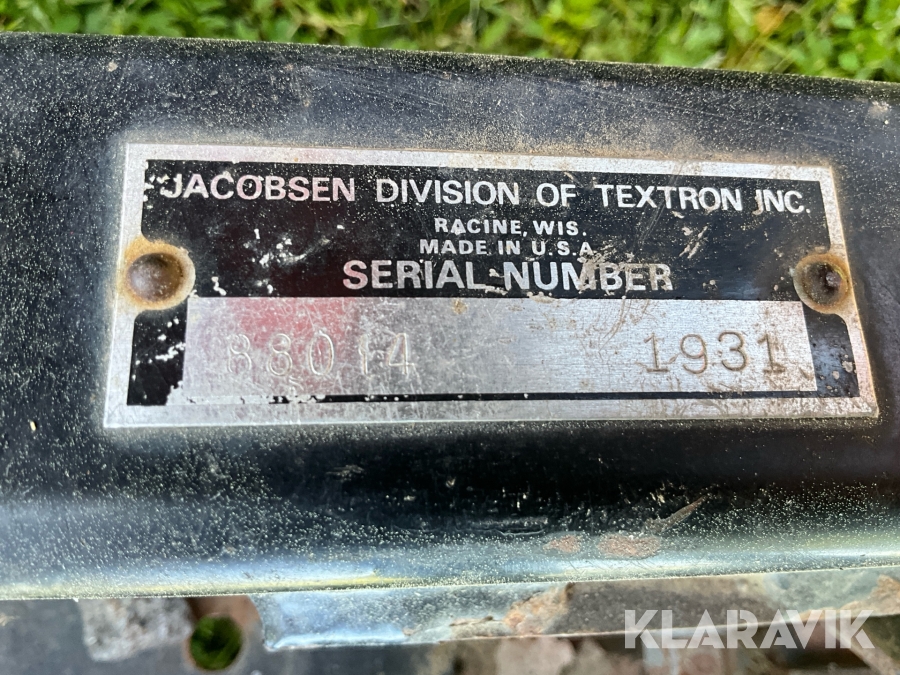 JACOBSEN DIVISION OF TEXTRON INC.
RACINE, WIS.
MADE IN U.S.A.
SERIAL NUMBER
1931
KLARAVIK